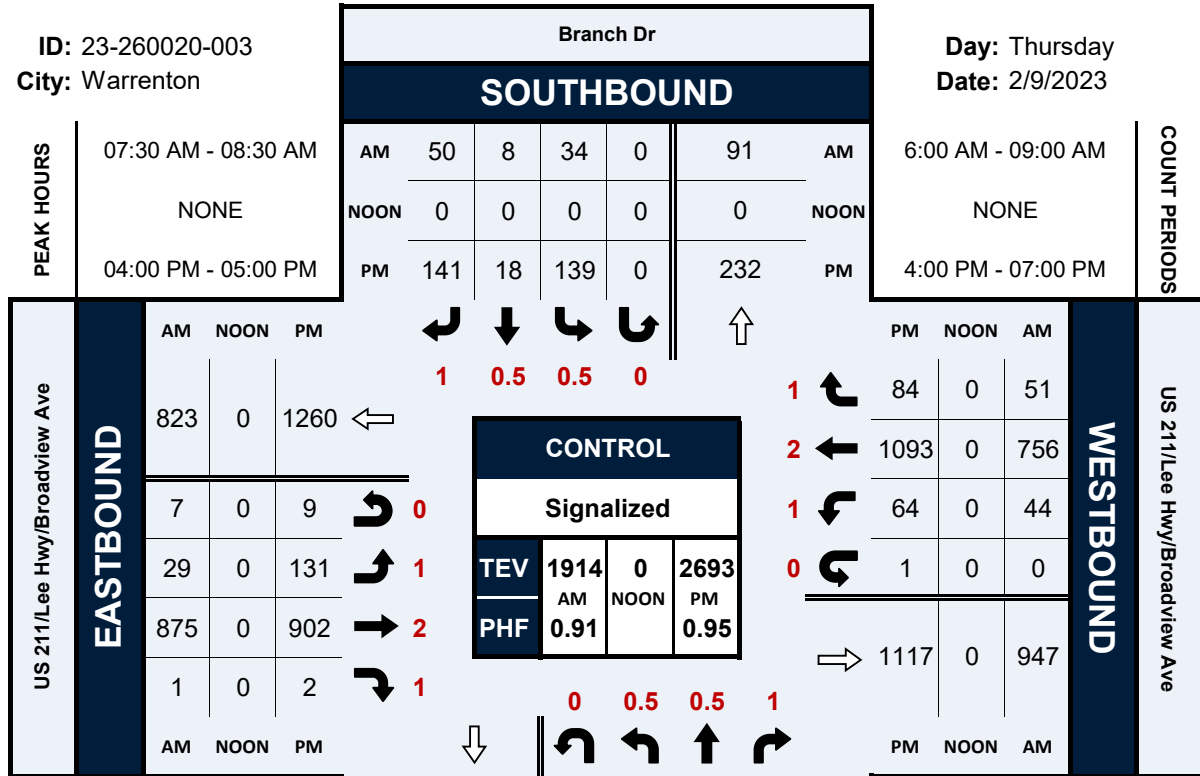 ID: 23-260020-003
City: Warrenton
Branch Dr
SOUTHBOUND
Day: Thursday
Date: 2/9/2023
PEAK HOURS
07:30 AM - 08:30 AM
NONE
04:00 PM - 05:00 PM
AM 50 8 34 0 91 AM
NOON 0 0 0 0 0 NOON
PM 141 18 139 0 232 PM
6:00 AM - 09:00 AM
NONE
4:00 PM - 07:00 PM
COUNT PERIODS
1 0.5 0.5 0
US 211/Lee Hwy/Broadview Ave
EASTBOUND
AM NOON PM
823 0 1260
7 0 9 0
29 0 131 1
875 0 902 2
1 0 2 1
AM NOON PM
CONTROL
Signalized
TEV 1914 0 2693
AM NOON PM
PHF 0.91 0.95
PM NOON AM
1 84 0 51
2 1093 0 756
1 64 0 44
0 1 0 0
1117 0 947
PM NOON AM
WESTBOUND
US 211/Lee Hwy/Broadview Ave
0 0.5 0.5 1